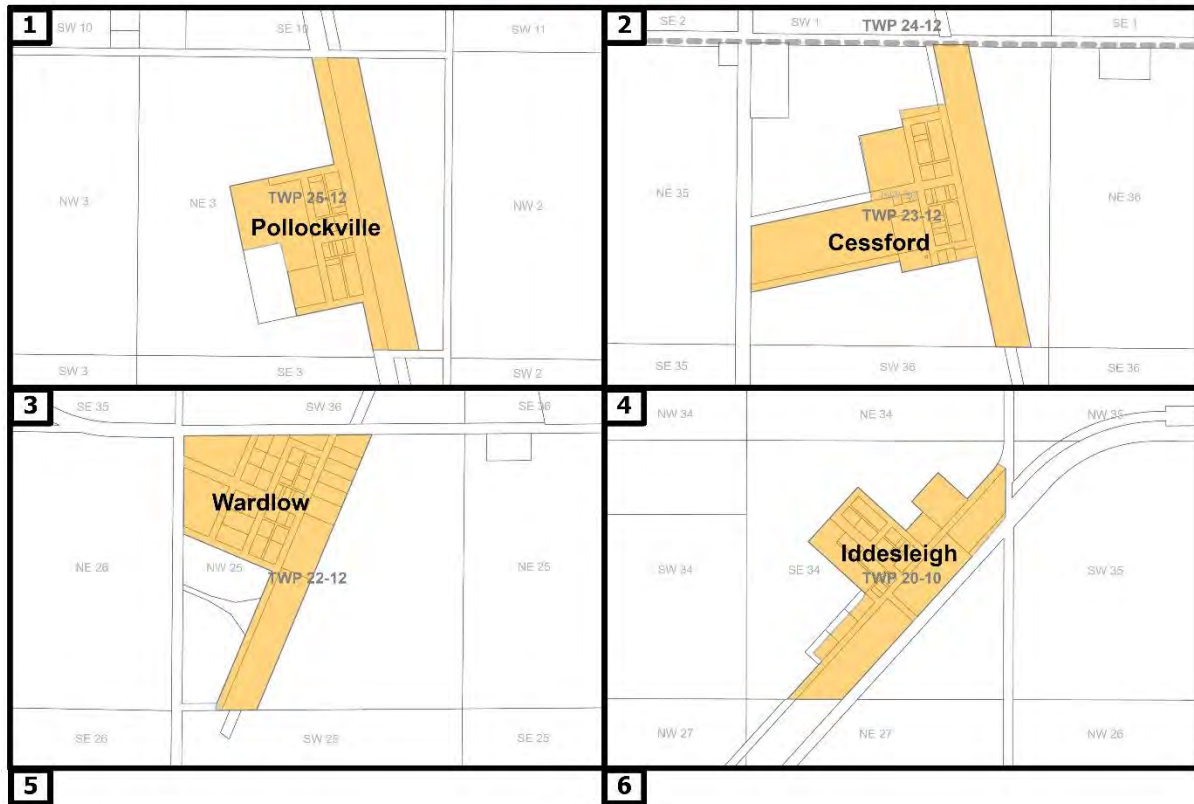 1
SW 10
SE 10
SW 11
NW 3
NE 3
TWP 25-12
Pollockville
NW 2
SW 3
SE 3
SW 2
2
SE 2
SW 1
TWP 24-12
SE 1
NE 35
TWP 23-12
Cessford
NE 36
SE 35
SW 36
SE 36
3
SE 35
SW 36
SE 36
Wardlow
NE 26
NW 25
TWP 22-12
NE 25
SE 26
SW 25
SE 25
4
NW 34
NE 34
NW 35
Iddesleigh
SW 34
SE 34
TWP 20-10
SW 35
NW 27
NE 27
NW 26
5
6